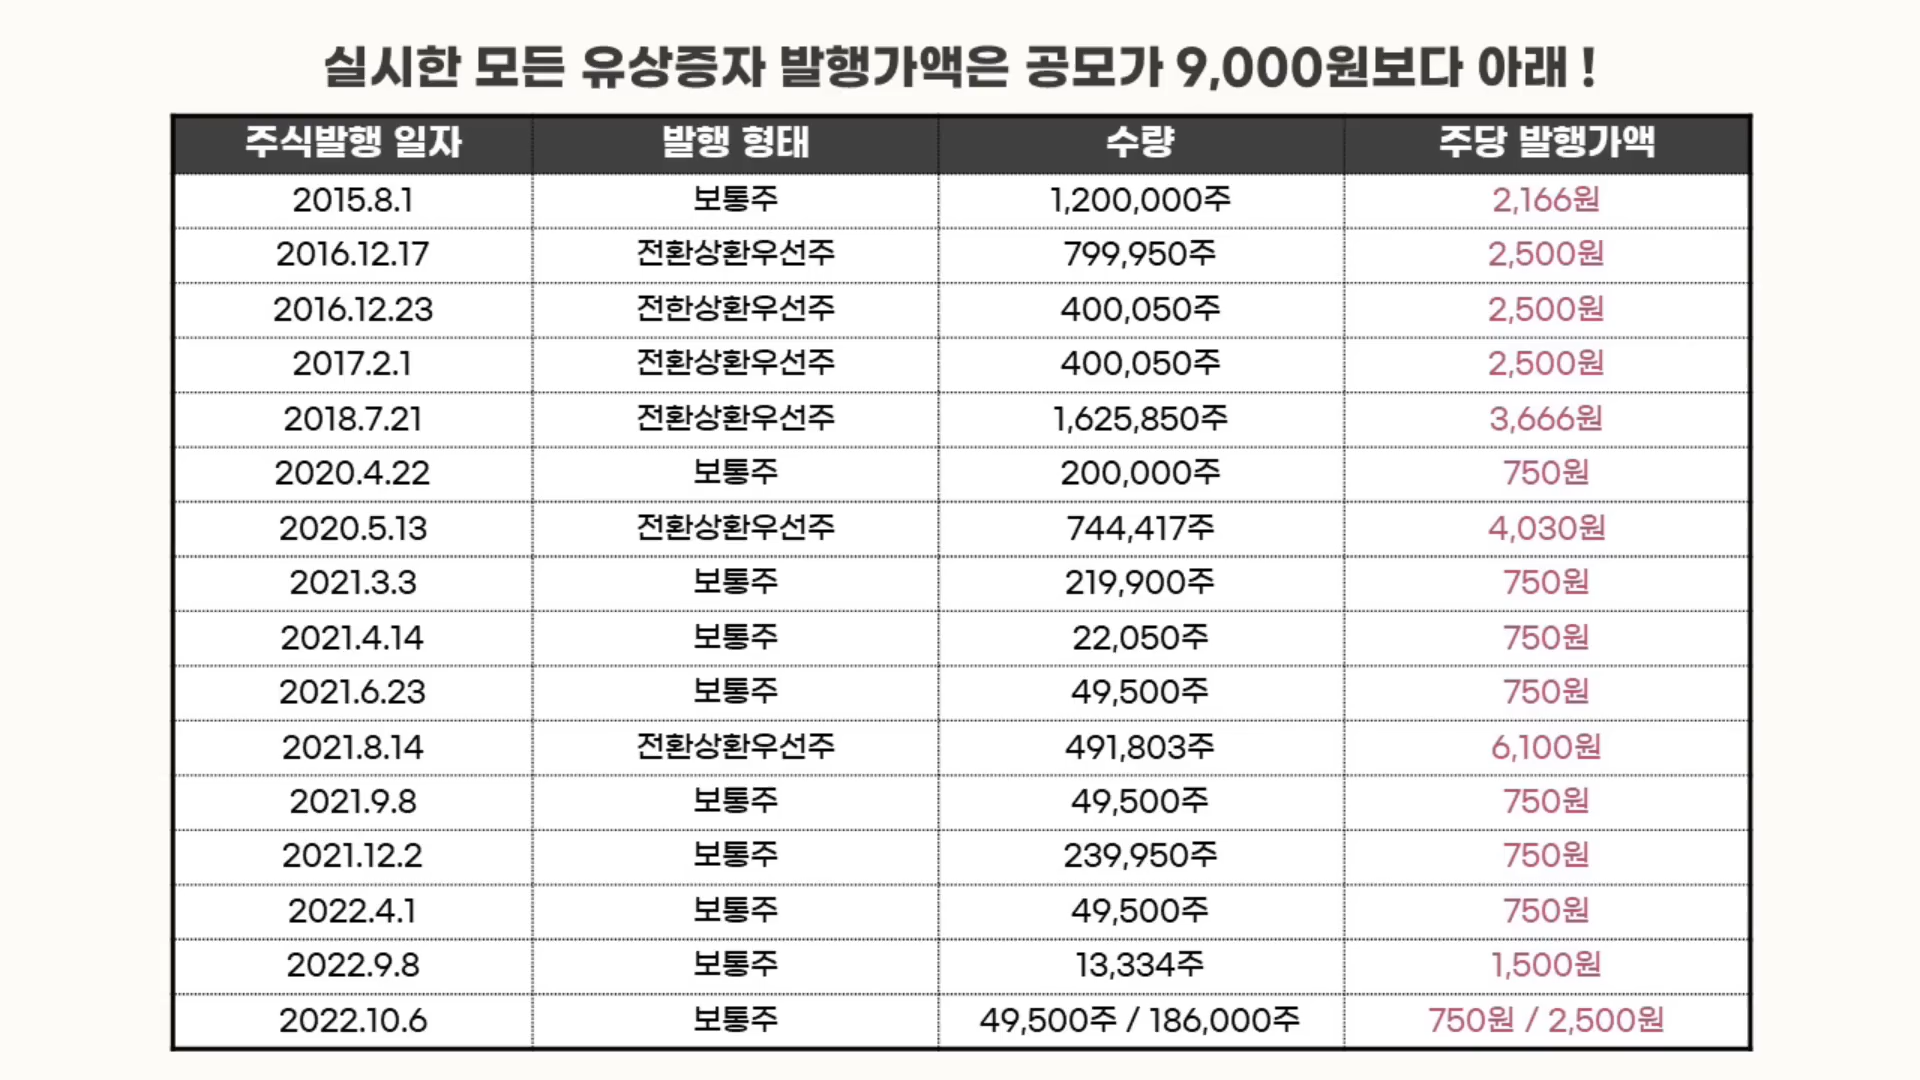 실시한 모든 유상증자 발행가액은 공모가 9,000원보다 아래 !
주식발행 일자 발행 형태 수량 주당 발행가액
2015.8.1 보통주 1,200,000주 2,166원
2016.12.17 전환상환우선주 799,950주 2,500원
2016.12.23 전한상환우선주 400,050주 2,500원
2017.2.1 전환상환우선주 400,050주 2,500원
2018.7.21 전환상환우선주 1,625,850주 3,666원
2020.4.22 보통주 200,000주 750원
2020.5.13 전환상환우선주 744,417주 4,030원
2021.3.3 보통주 219,900주 750원
2021.4.14 보통주 22,050주 750원
2021.6.23 보통주 49,500주 750원
2021.8.14 전환상환우선주 491,803주 6,100원
2021.9.8 보통주 49,500주 750원
2021.12.2 보통주 239,950주 750원
2022.4.1 보통주 49,500주 750원
2022.9.8 보통주 13,334주 1,500원
2022.10.6 보통주 49,500주 / 186,000주 750원 / 2,500원